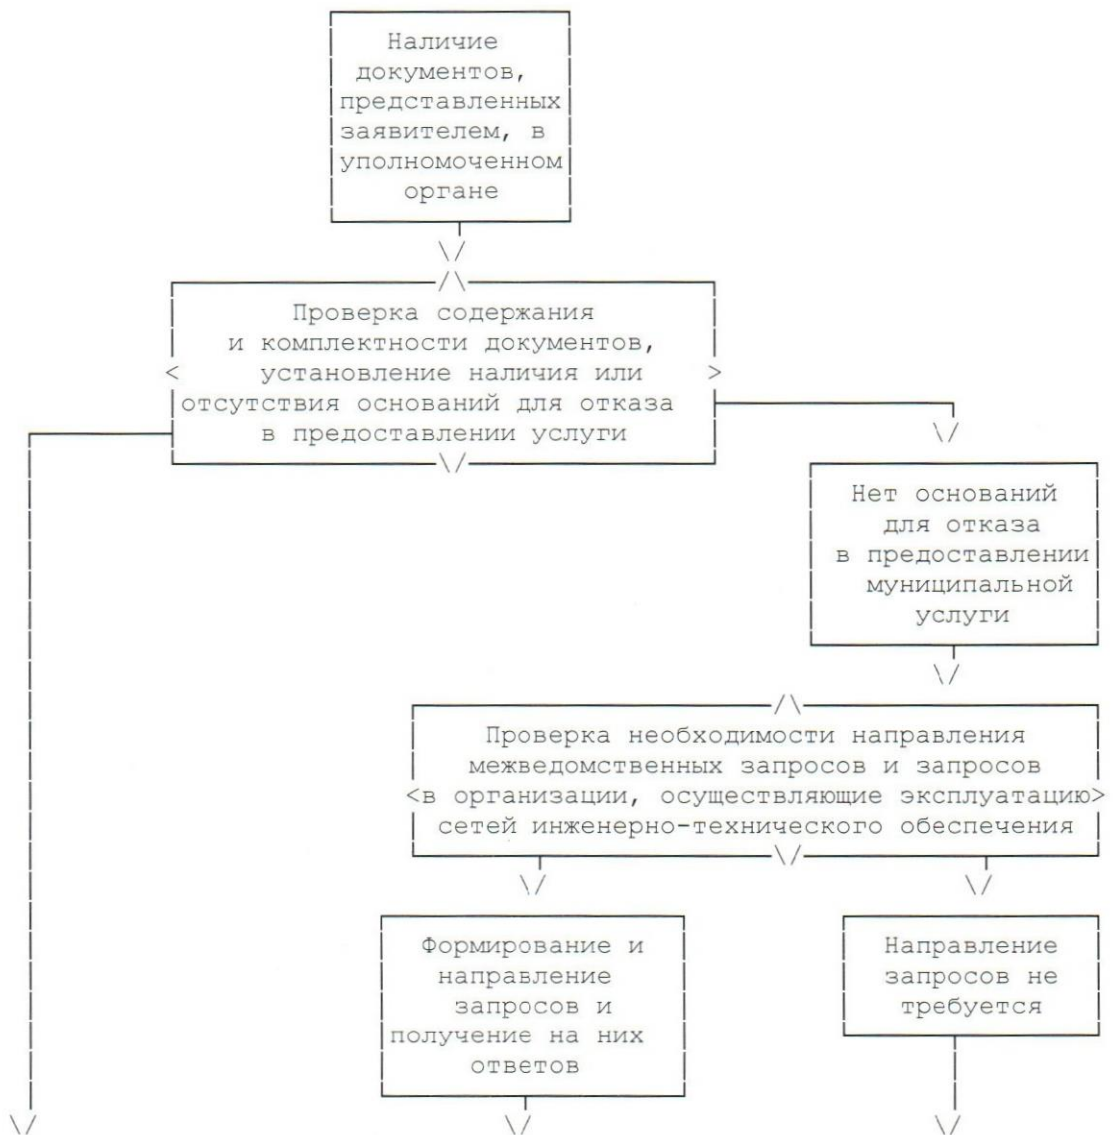 Наличие
документов,
представленных
заявителем, в
уполномоченном
органе
Проверка содержания
и комплектности документов,
установление наличия или
отсутствия оснований для отказа
в предоставлении услуги
Нет оснований
для отказа
в предоставлении
муниципальной
услуги
Проверка необходимости направления
межведомственных запросов и запросов
в организации, осуществляющие эксплуатацию
сетей инженерно-технического обеспечения
Формирование и
направление
запросов и
получение на них
ответов
Направление
запросов не
требуется